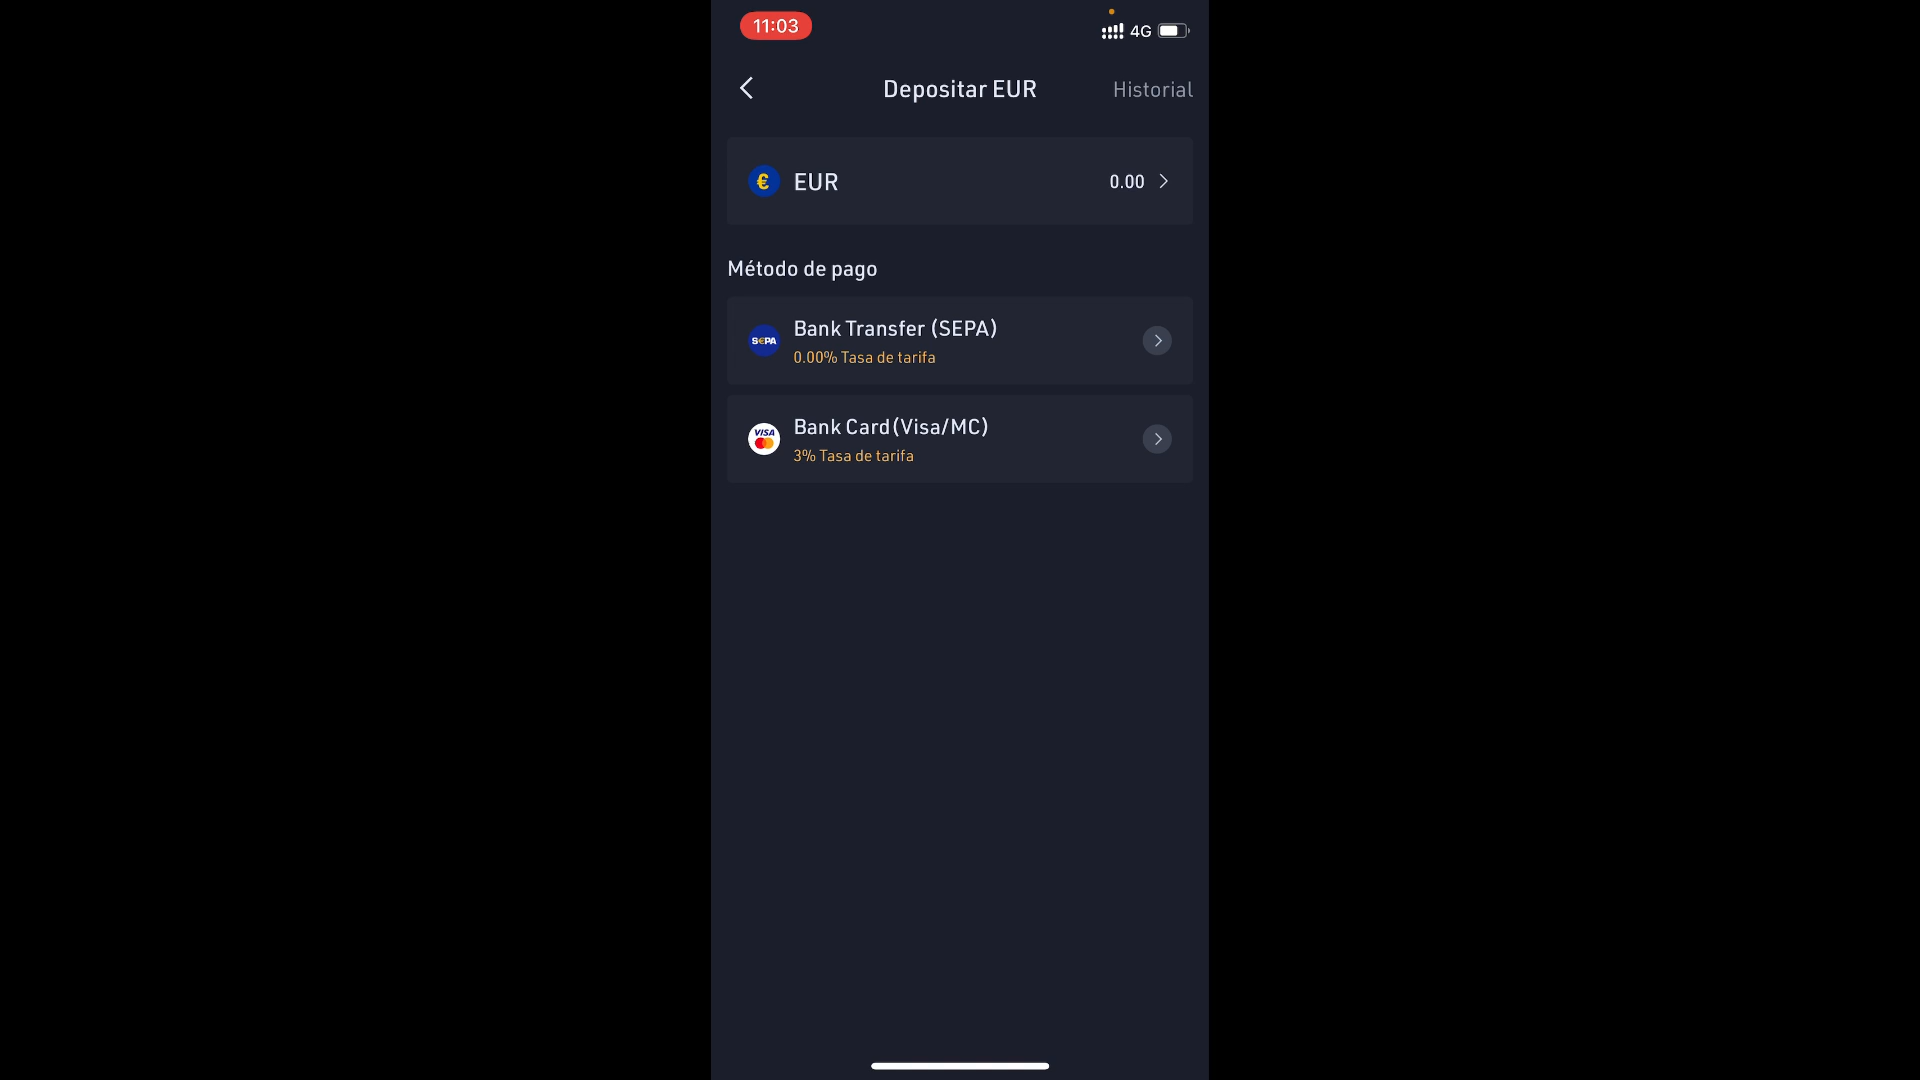 11:03
4G
Depositar EUR
Historial
€ EUR
0.00
Método de pago
S€PA
Bank Transfer (SEPA)
0.00% Tasa de tarifa
VISA
Bank Card(Visa/MC)
3% Tasa de tarifa